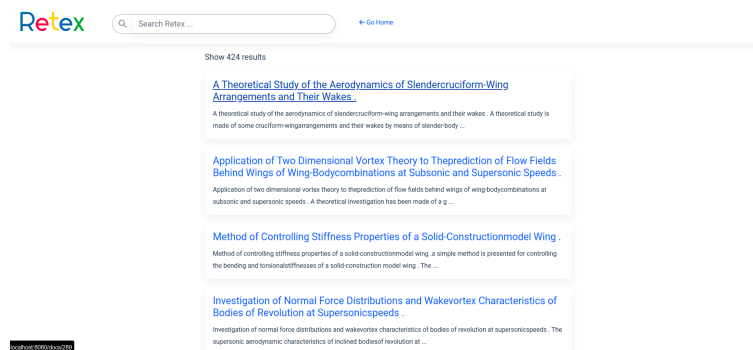 Retex
Search Retex ...
Go Home
Show 424 results
A Theoretical Study of the Aerodynamics of Slendercruciform-Wing
Arrangements and Their Wakes .
A theoretical study of the aerodynamics of slendercruciform-wing arrangements and their wakes . A theoretical study is
made of some cruciform-wingarrangements and their wakes by means of slender-body ...
Application of Two Dimensional Vortex Theory to Theprediction of Flow Fields
Behind Wings of Wing-Bodycombinations at Subsonic and Supersonic Speeds .
Application of two dimensional vortex theory to theprediction of flow fields behind wings of wing-bodycombinations at
subsonic and supersonic speeds . A theoretical investigation has been made of a g ...
Method of Controlling Stiffness Properties of a Solid-Constructionmodel Wing .
Method of controlling stiffness properties of a solid-constructionmodel wing .a simple method is presented for controlling
the bending and torsionalstiffnesses of a solid-construction model wing . The ...
Investigation of Normal Force Distributions and Wakevortex Characteristics of
Bodies of Revolution at Supersonicspeeds .
Investigation of normal force distributions and wakevortex characteristics of bodies of revolution at supersonicspeeds . The
supersonic aerodynamic characteristics of inclined bodiesof revolution at ...
localhost:8080/docs/289